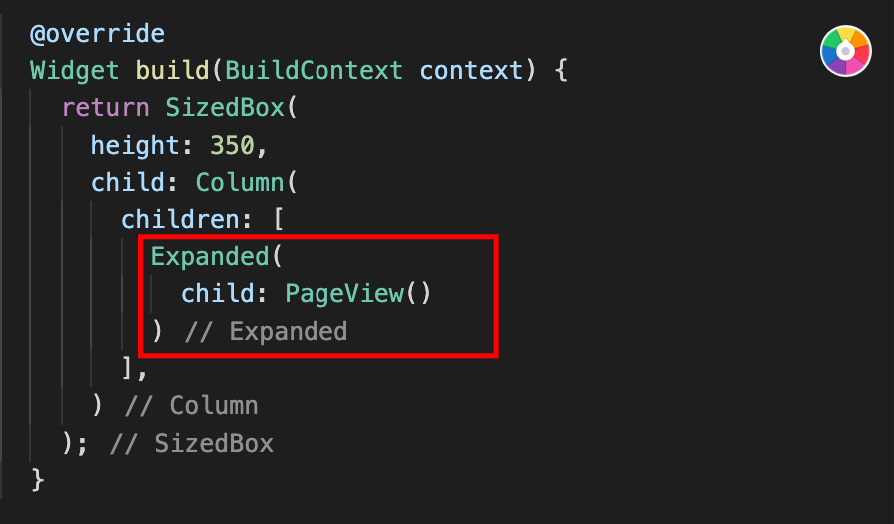 @override
Widget build(BuildContext context) {
return SizedBox(
height: 350,
child: Column(
children: [
Expanded(
child: PageView()
) // Expanded
],
) // Column
); // SizedBox
}